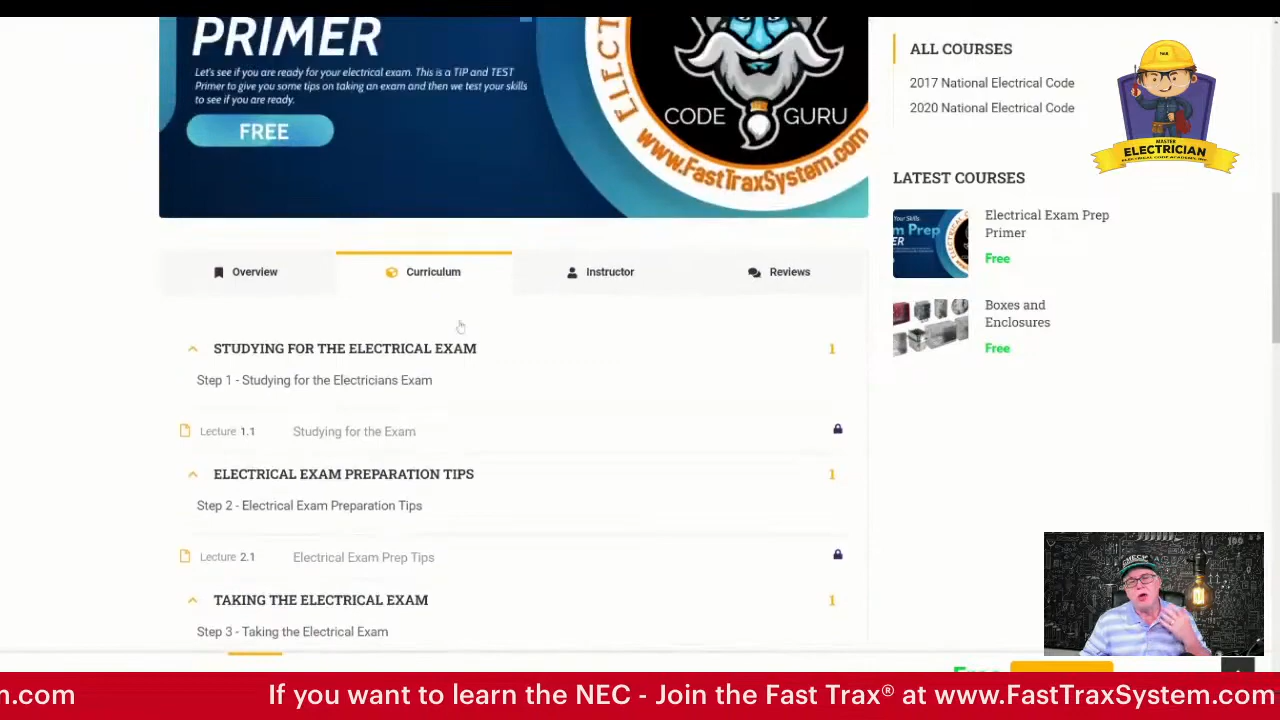 PRIMER
Let's see if you are ready for your electrical exam. This is a TIP and TEST
Primer to give you some tips on taking an exam and then we test your skills
to see if you are ready.
FREE
CODE GURU
www.FastTraxSystem.com
ALL COURSES
2017 National Electrical Code
2020 National Electrical Code
MASTER
ELECTRICIAN
ELECTRICAL CODE ACADEMY, INC.
LATEST COURSES
Electrical Exam Prep
Primer
Free
Boxes and
Enclosures
Free
Overview
Curriculum
Instructor
Reviews
STUDYING FOR THE ELECTRICAL EXAM 1
Step 1 - Studying for the Electricians Exam
Lecture 1.1 Studying for the Exam
ELECTRICAL EXAM PREPARATION TIPS 1
Step 2 - Electrical Exam Preparation Tips
Lecture 2.1 Electrical Exam Prep Tips
TAKING THE ELECTRICAL EXAM 1
Step 3 - Taking the Electrical Exam
Free
m.com If you want to learn the NEC - Join the Fast Trax® at www.FastTraxSystem.com